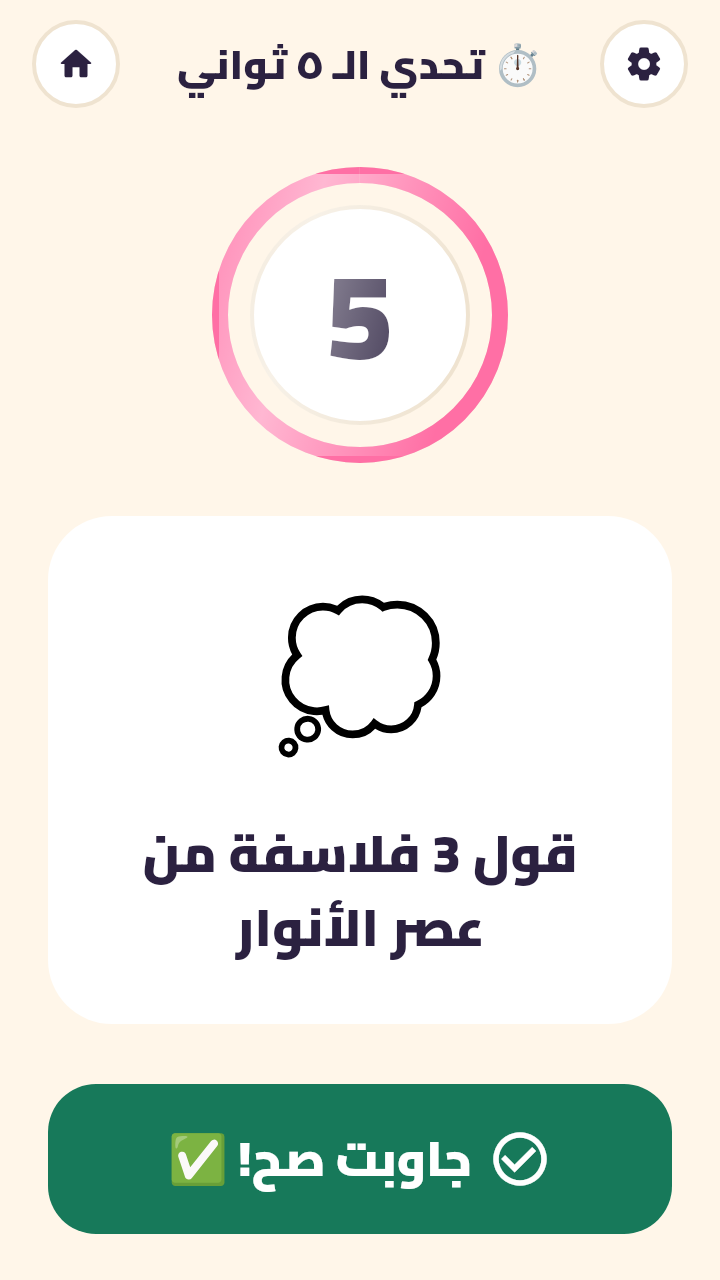 ⏱️ تحدي الـ ٥ ثواني
5
قول 3 فلاسفة من
عصر الأنوار
جاوبت صح! ✅